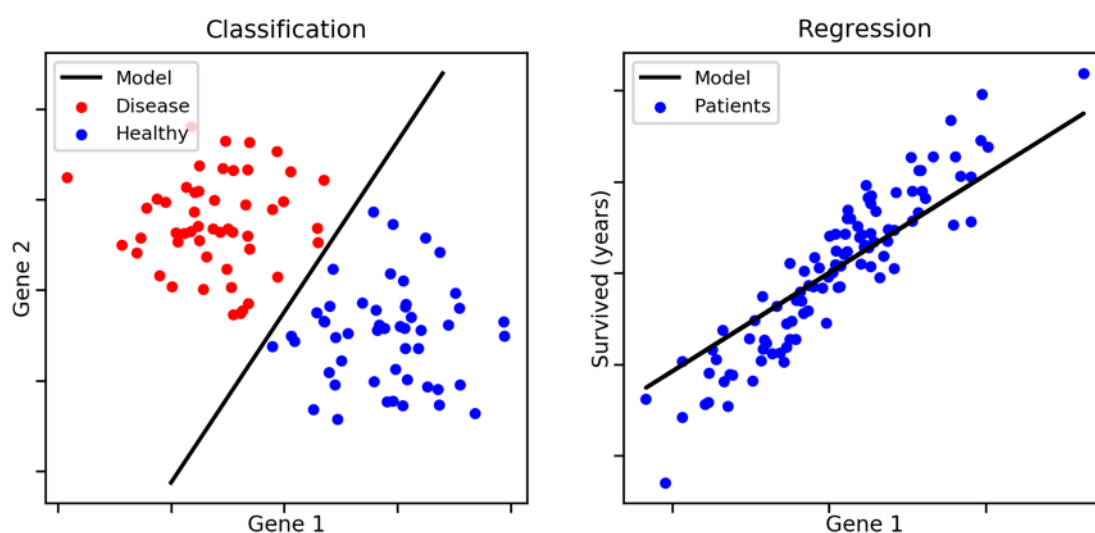 Classification
Model
Disease
Healthy
Gene 2
Gene 1
Regression
Model
Patients
Survived (years)
Gene 1